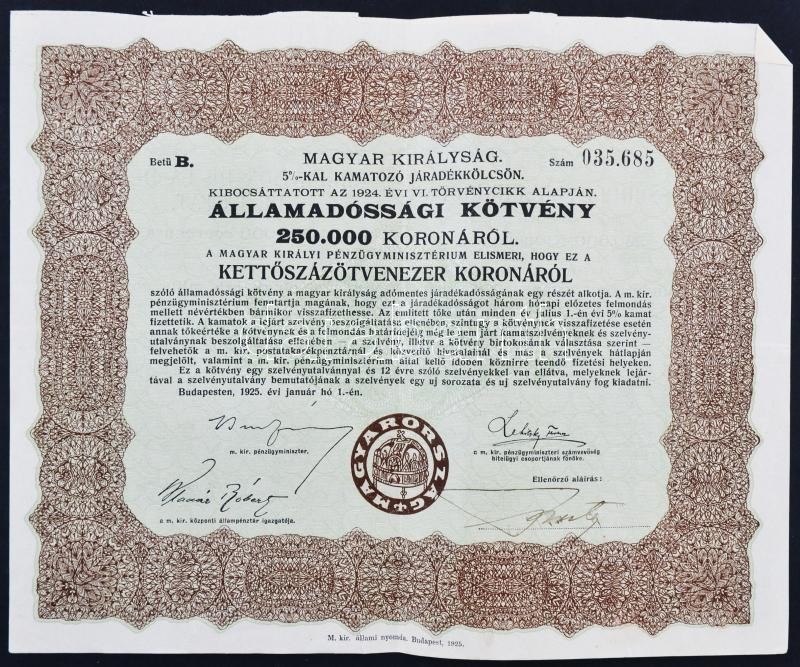 Betü B.
MAGYAR KIRÁLYSÁG.
Szám 035.685
5%-KAL KAMATOZÓ JÁRADÉKKÖLCSÖN.
KIBOCSÁTTATOTT AZ 1924. ÉVI VI. TÖRVÉNYCIKK ALAPJÁN.
ÁLLAMADÓSSÁGI KÖTVÉNY
250.000 KORONÁRÓL.
A MAGYAR KIRÁLYI PÉNZÜGYMINISZTÉRIUM ELISMERI, HOGY EZ A
KETTŐSZÁZÖTVENEZER KORONÁRÓL
szóló államadóssági kötvény a magyar királyság adómentes járadékadósságának egy részét alkotja. A m. kir.
pénzügyminisztérium fenntartja magának, hogy ezt a járadékadósságot három hónapi előzetes felmondás
mellett névértékben bármikor visszafizethesse. Az említett tőke után minden év julius 1.-én évi 5% kamat
fizettetik. A kamatok a lejárt szelvény beszolgáltatása ellenében, szintugy a kötvénynek visszafizetése esetén
annak tőkeértéke a kötvénynek és a felmondás határidejéig még le nem járt kamatszelvényeknek és szelvény-
utalványnak beszolgáltatása ellenében — a szelvény, illetve a kötvény birtokosának választása szerint —
felvehetők a m. kir. postatakarékpénztárnál és közvetítő hivatalainál és más a szelvények hátlapján
megjelölt, valamint a m. kir. pénzügyminisztérium által kellő időben közhírre teendő fizetési helyeken.
Ez a kötvény egy szelvényutalvánnyal és 12 évre szóló szelvényekkel van ellátva, melyeknek lejár-
tával a szelvényutalvány bemutatójának a szelvények egy uj sorozata és uj szelvényutalvány fog kiadatni.
Budapesten, 1925. évi január hó 1.-én.
m. kir. pénzügyminiszter.
a m. kir. pénzügyminiszteri számvevőség
hitelügyi csoportjának főnöke.
MAGYARORSZÁG
Ellenőrző aláírás:
a m. kir. központi állampénztár igazgatója.
M. kir. állami nyomda. Budapest, 1925.